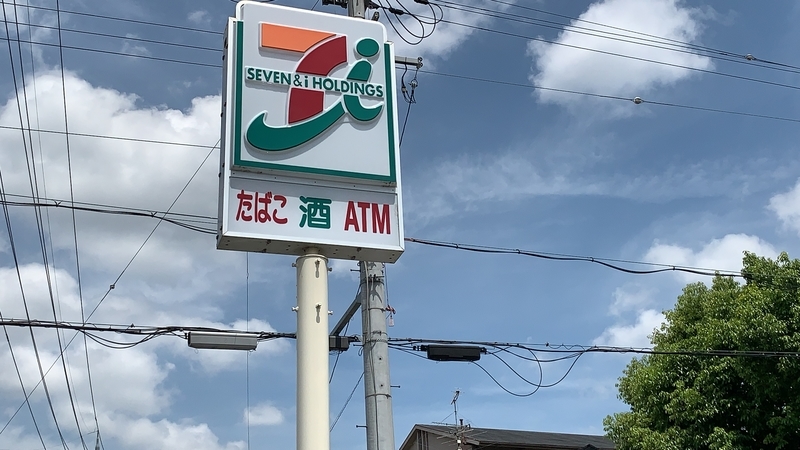 SEVEN & i HOLDINGS
たばこ 酒 ATM